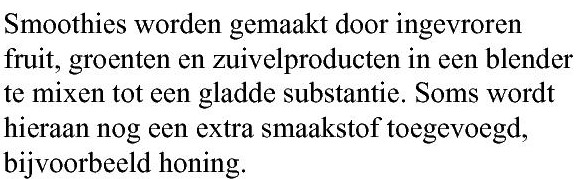 Smoothies worden gemaakt door ingevroren
fruit, groenten en zuivelproducten in een blender
te mixen tot een gladde substantie. Soms wordt
hieraan nog een extra smaakstof toegevoegd,
bijvoorbeeld honing.